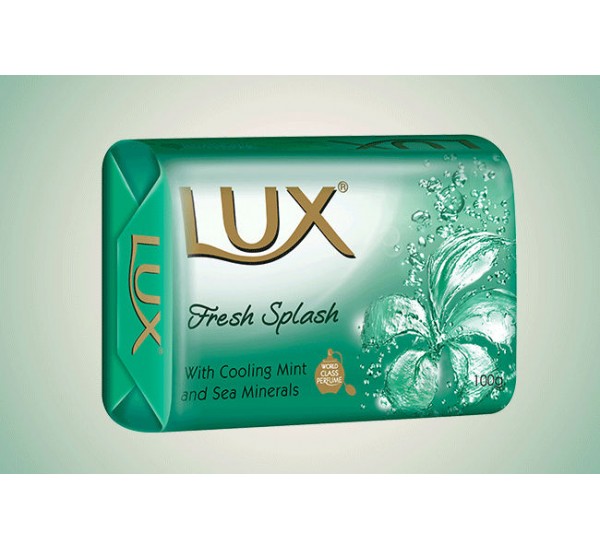 LUX®
Fresh Splash
With Cooling Mint
and Sea Minerals
WORLD
CLASS
PERFUME
100g
LUX
LUX